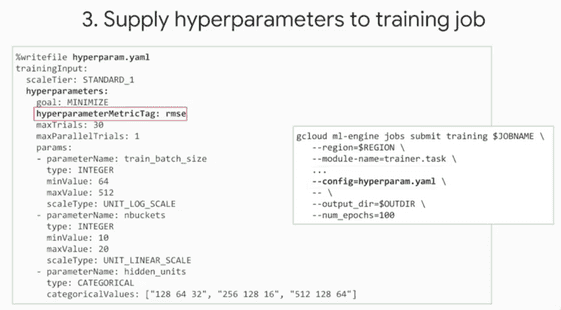 3. Supply hyperparameters to training job
%writefile hyperparam.yaml
trainingInput:
  scaleTier: STANDARD_1
  hyperparameters:
    goal: MINIMIZE
    hyperparameterMetricTag: rmse
    maxTrials: 30
    maxParallelTrials: 1
    params:
    - parameterName: train_batch_size
      type: INTEGER
      minValue: 64
      maxValue: 512
      scaleType: UNIT_LOG_SCALE
    - parameterName: nbuckets
      type: INTEGER
      minValue: 10
      maxValue: 20
      scaleType: UNIT_LINEAR_SCALE
    - parameterName: hidden_units
      type: CATEGORICAL
      categoricalValues: ["128 64 32", "256 128 16", "512 128 64"]
gcloud ml-engine jobs submit training $JOBNAME \
    --region=$REGION \
    --module-name=trainer.task \
    ...
    --config=hyperparam.yaml \
    -- \
    --output_dir=$OUTDIR \
    --num_epochs=100